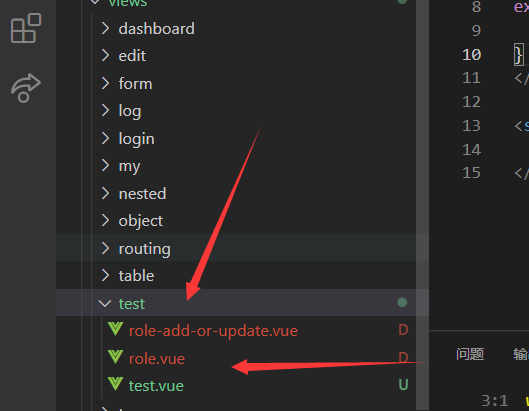 views
dashboard
edit
form
log
login
my
nested
object
routing
table
test
role-add-or-update.vue D
role.vue D
test.vue U
8 ex
9
10 }
11 </
12
13 <s
14
15 </
问题 输
3:1